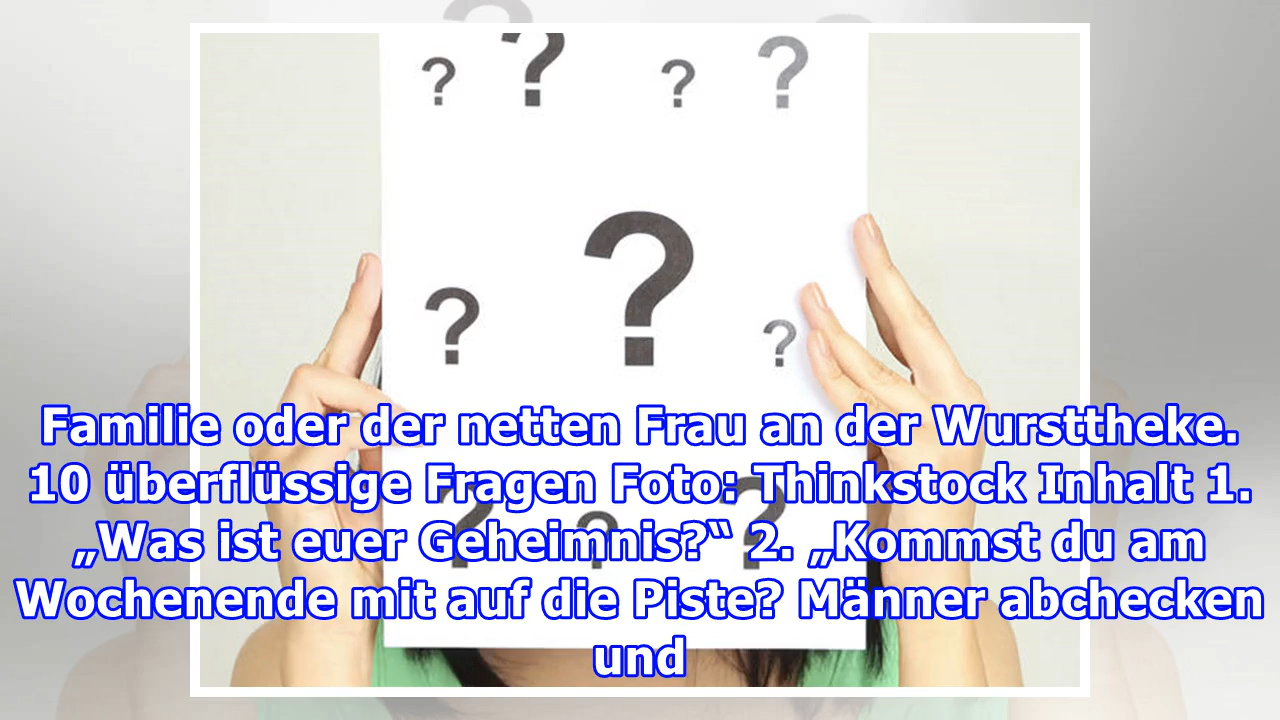 ? ? ? ?
?
? ?
Familie oder der netten Frau an der Wursttheke.
10 überflüssige Fragen Foto: Thinkstock Inhalt 1.
? ? ?
„Was ist euer Geheimnis?“ 2. „Kommst du am
Wochenende mit auf die Piste? Männer abchecken
und